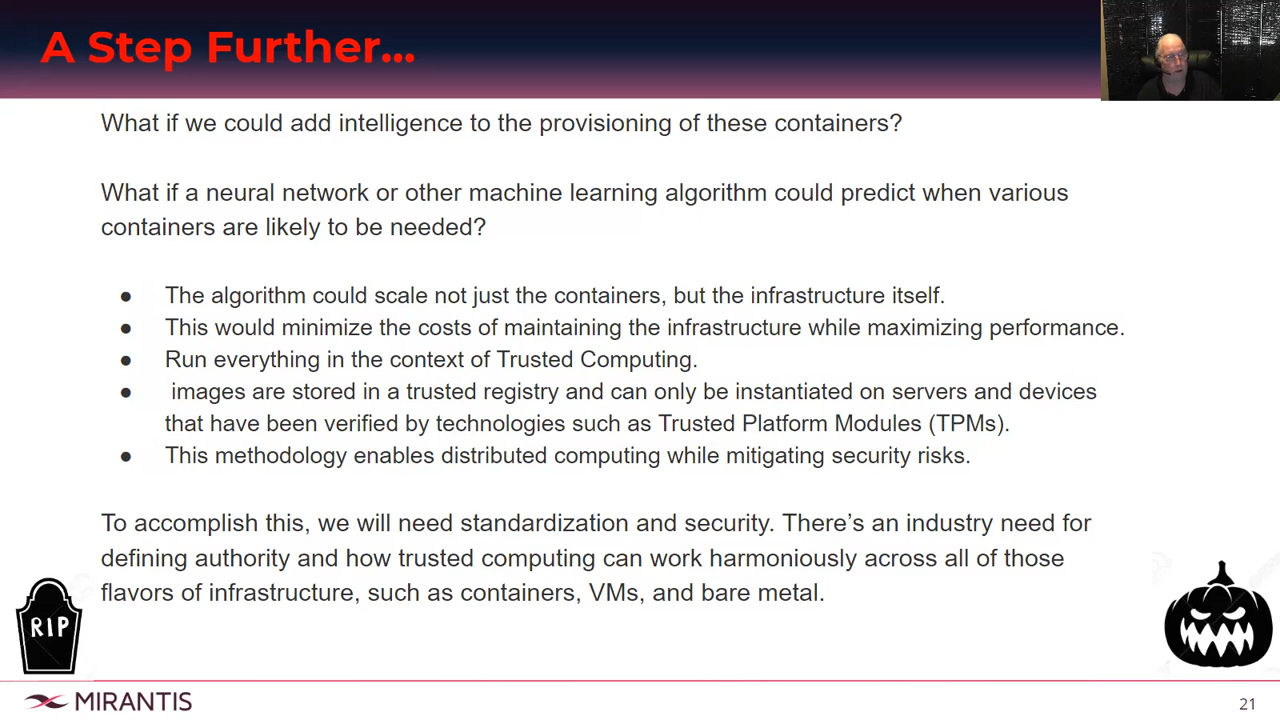 A Step Further...
What if we could add intelligence to the provisioning of these containers?
What if a neural network or other machine learning algorithm could predict when various
containers are likely to be needed?
● The algorithm could scale not just the containers, but the infrastructure itself.
● This would minimize the costs of maintaining the infrastructure while maximizing performance.
● Run everything in the context of Trusted Computing.
● images are stored in a trusted registry and can only be instantiated on servers and devices
that have been verified by technologies such as Trusted Platform Modules (TPMs).
● This methodology enables distributed computing while mitigating security risks.
To accomplish this, we will need standardization and security. There’s an industry need for
defining authority and how trusted computing can work harmoniously across all of those
flavors of infrastructure, such as containers, VMs, and bare metal.
RIP
MIRANTIS
21